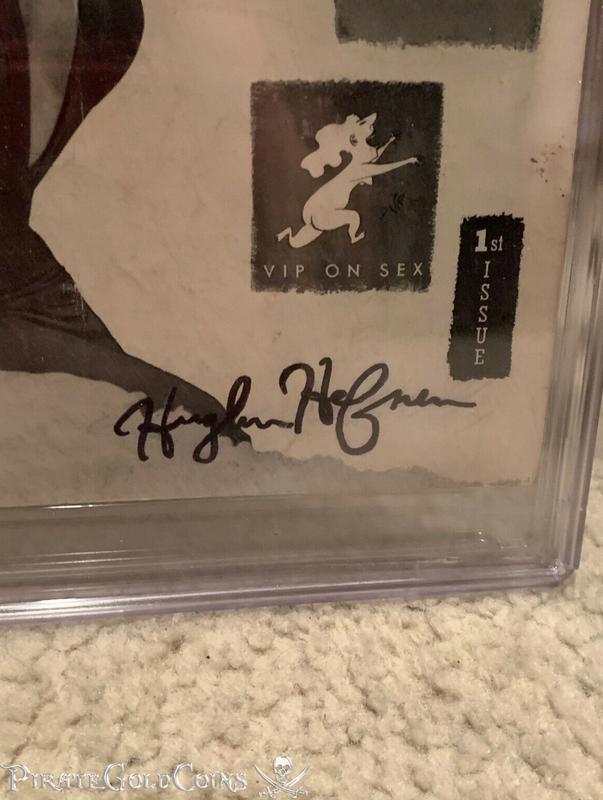 VIP ON SEX
1st
ISSUE
Hugh Hefner
PIRATEGOLDCOINS